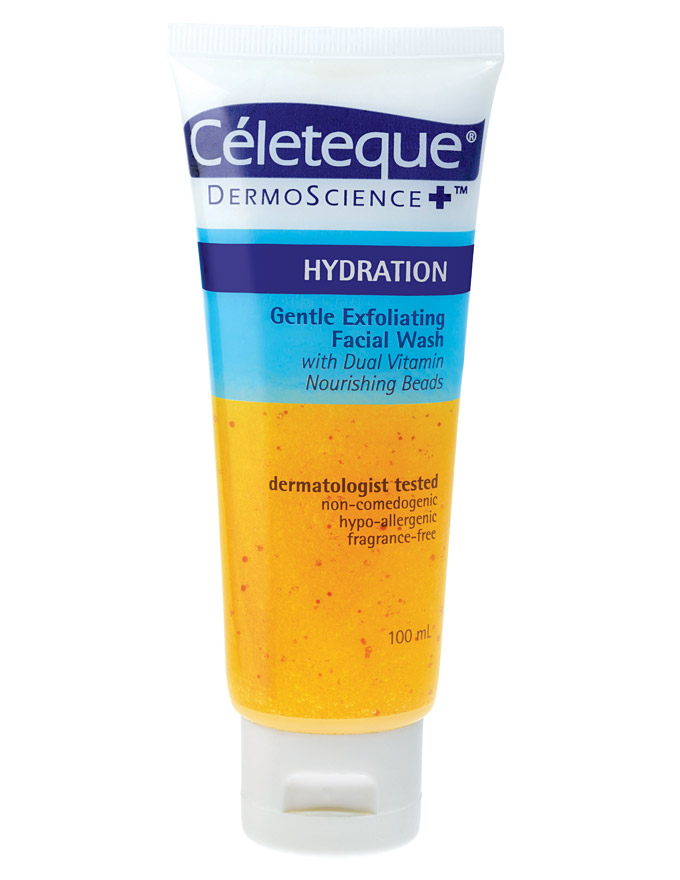 Céleteque®
DERMOSCIENCE+™
HYDRATION
Gentle Exfoliating
Facial Wash
with Dual Vitamin
Nourishing Beads
dermatologist tested
non-comedogenic
hypo-allergenic
fragrance-free
100 mL